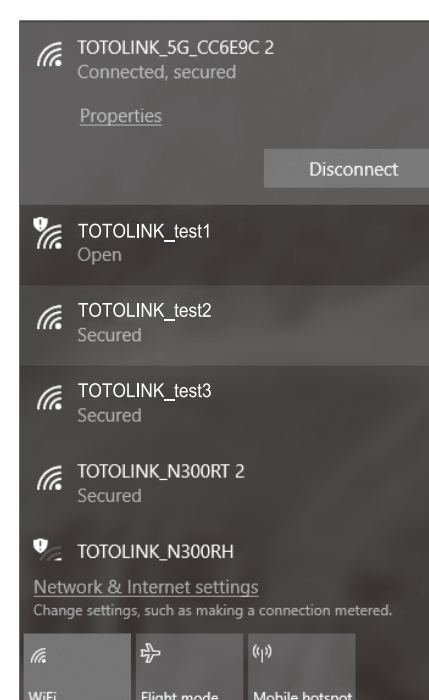 TOTOLINK_5G_CC6E9C 2
Connected, secured
Properties
Disconnect
TOTOLINK_test1
Open
TOTOLINK_test2
Secured
TOTOLINK_test3
Secured
TOTOLINK_N300RT 2
Secured
TOTOLINK_N300RH
Network & Internet settings
Change settings, such as making a connection metered.
WiFi Flight mode Mobile hotspot